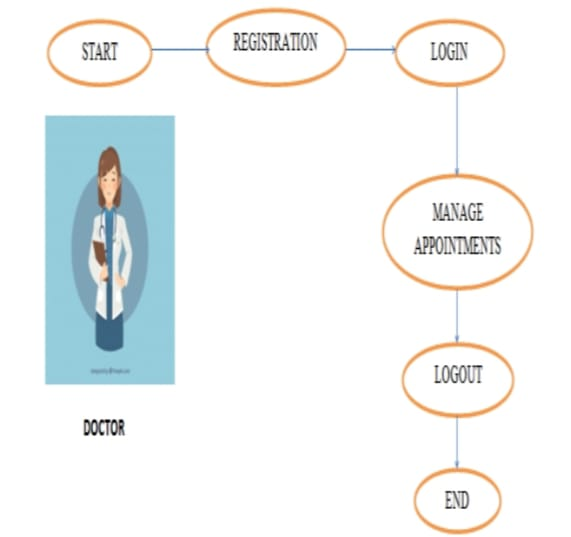 START
REGISTRATION
LOGIN
MANAGE
APPOINTMENTS
LOGOUT
END
DOCTOR